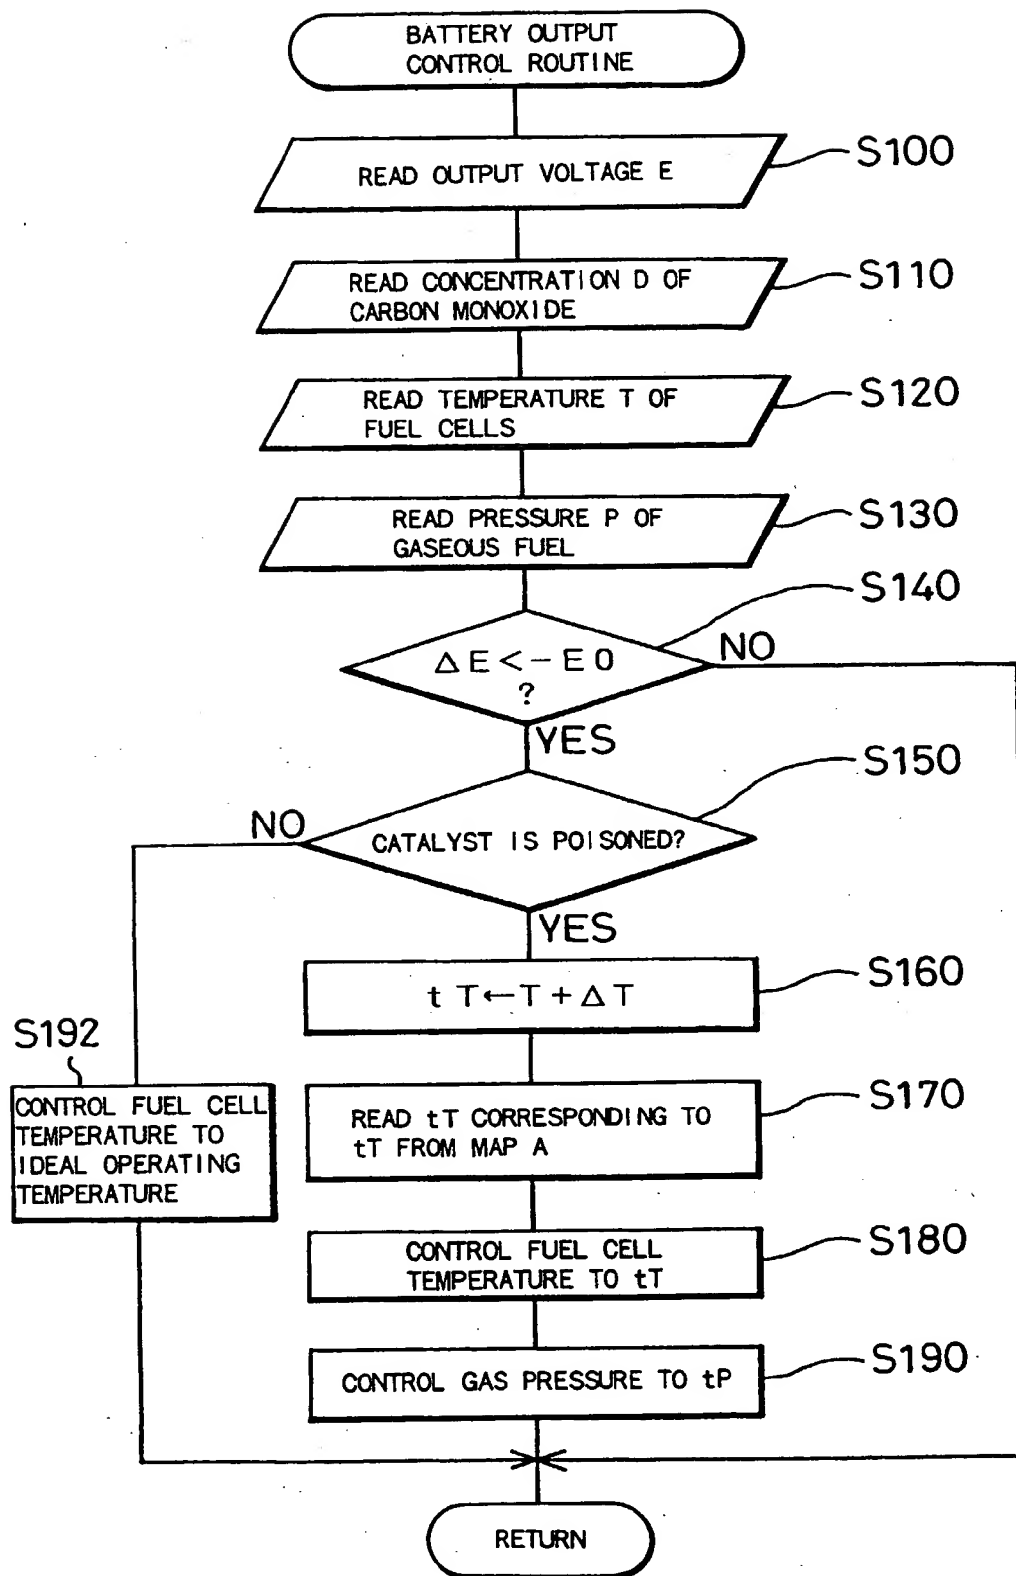 BATTERY OUTPUT
CONTROL ROUTINE
READ OUTPUT VOLTAGE E
S100
READ CONCENTRATION D OF
CARBON MONOXIDE
S110
READ TEMPERATURE T OF
FUEL CELLS
S120
READ PRESSURE P OF
GASEOUS FUEL
S130
S140
ΔE<-E0
?
NO
YES
S150
CATALYST IS POISONED?
NO
YES
S160
tT←T+ΔT
S192
CONTROL FUEL CELL
TEMPERATURE TO
IDEAL OPERATING
TEMPERATURE
READ tT CORRESPONDING TO
tT FROM MAP A
S170
CONTROL FUEL CELL
TEMPERATURE TO tT
S180
CONTROL GAS PRESSURE TO tP
S190
RETURN